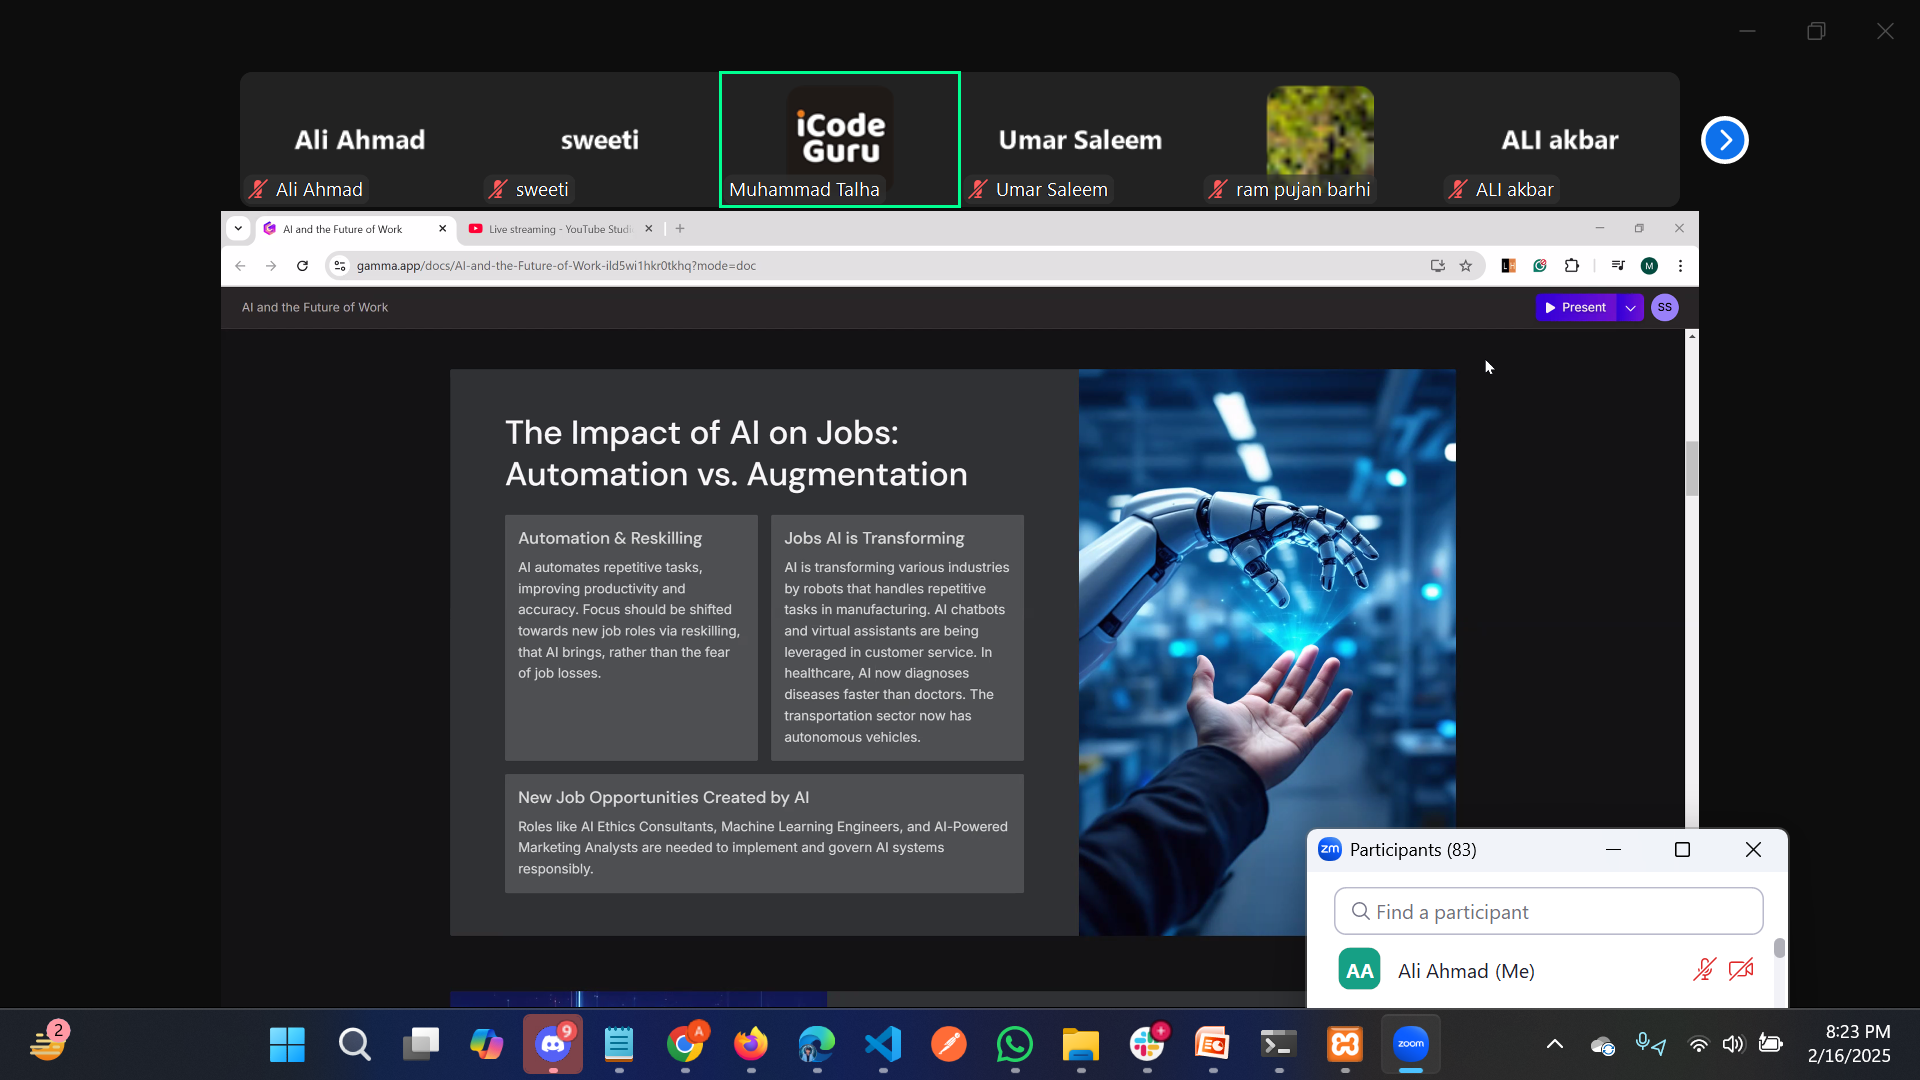 Ali Ahmad
sweeti
iCode
Guru
Umar Saleem
ALI akbar
Ali Ahmad
sweeti
Muhammad Talha
Umar Saleem
ram pujan barhi
ALI akbar
AI and the Future of Work
Live streaming - YouTube Studi
gamma.app/docs/AI-and-the-Future-of-Work-ild5wi1hkr0tkhq?mode=doc
M
AI and the Future of Work
Present
SS
The Impact of AI on Jobs:
Automation vs. Augmentation
Automation & Reskilling
AI automates repetitive tasks,
improving productivity and
accuracy. Focus should be shifted
towards new job roles via reskilling,
that AI brings, rather than the fear
of job losses.
Jobs AI is Transforming
AI is transforming various industries
by robots that handles repetitive
tasks in manufacturing. AI chatbots
and virtual assistants are being
leveraged in customer service. In
healthcare, AI now diagnoses
diseases faster than doctors. The
transportation sector now has
autonomous vehicles.
New Job Opportunities Created by AI
Roles like AI Ethics Consultants, Machine Learning Engineers, and AI-Powered
Marketing Analysts are needed to implement and govern AI systems
responsibly.
zm Participants (83)
Find a participant
AA Ali Ahmad (Me)
2
9
A
zoom
8:23 PM
2/16/2025